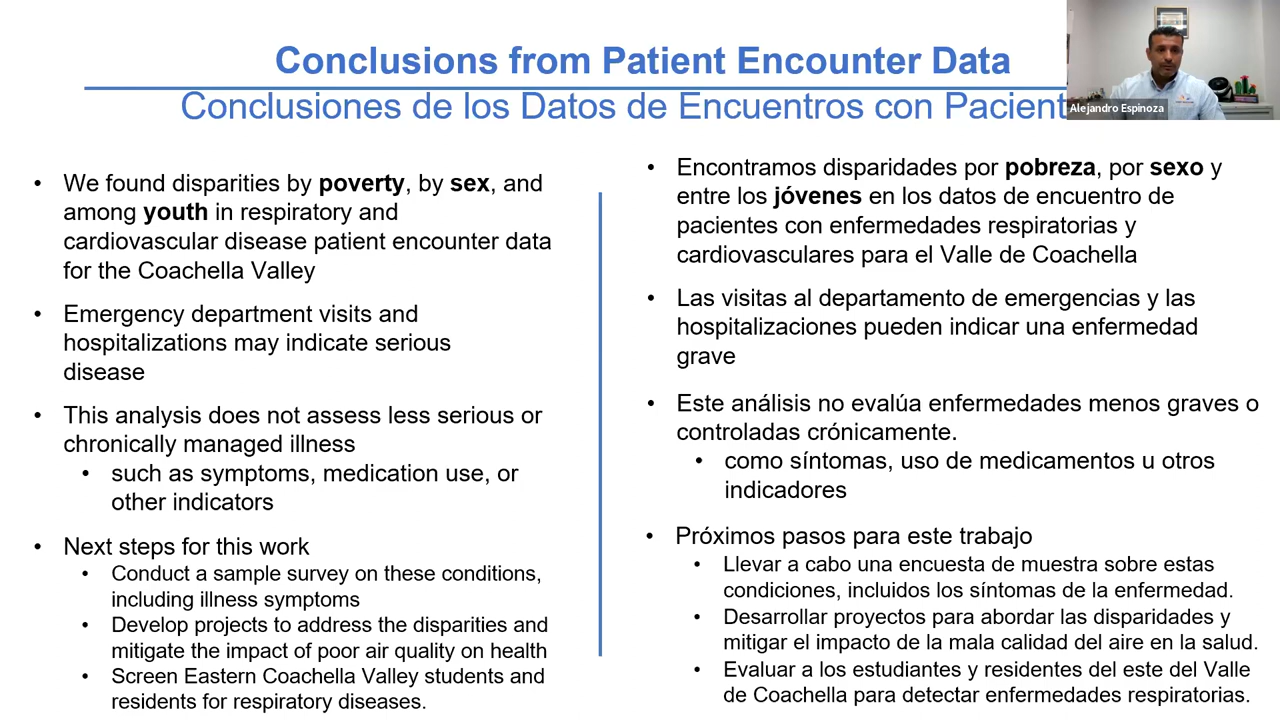 Conclusions from Patient Encounter Data
Conclusiones de los Datos de Encuentros con Pacient
Alejandro Espinoza
• We found disparities by poverty, by sex, and
among youth in respiratory and
cardiovascular disease patient encounter data
for the Coachella Valley
• Emergency department visits and
hospitalizations may indicate serious
disease
• This analysis does not assess less serious or
chronically managed illness
• such as symptoms, medication use, or
other indicators
• Next steps for this work
• Conduct a sample survey on these conditions,
including illness symptoms
• Develop projects to address the disparities and
mitigate the impact of poor air quality on health
• Screen Eastern Coachella Valley students and
residents for respiratory diseases.
• Encontramos disparidades por pobreza, por sexo y
entre los jóvenes en los datos de encuentro de
pacientes con enfermedades respiratorias y
cardiovasculares para el Valle de Coachella
• Las visitas al departamento de emergencias y las
hospitalizaciones pueden indicar una enfermedad
grave
• Este análisis no evalúa enfermedades menos graves o
controladas crónicamente.
• como síntomas, uso de medicamentos u otros
indicadores
• Próximos pasos para este trabajo
• Llevar a cabo una encuesta de muestra sobre estas
condiciones, incluidos los síntomas de la enfermedad.
• Desarrollar proyectos para abordar las disparidades y
mitigar el impacto de la mala calidad del aire en la salud.
• Evaluar a los estudiantes y residentes del este del Valle
de Coachella para detectar enfermedades respiratorias.